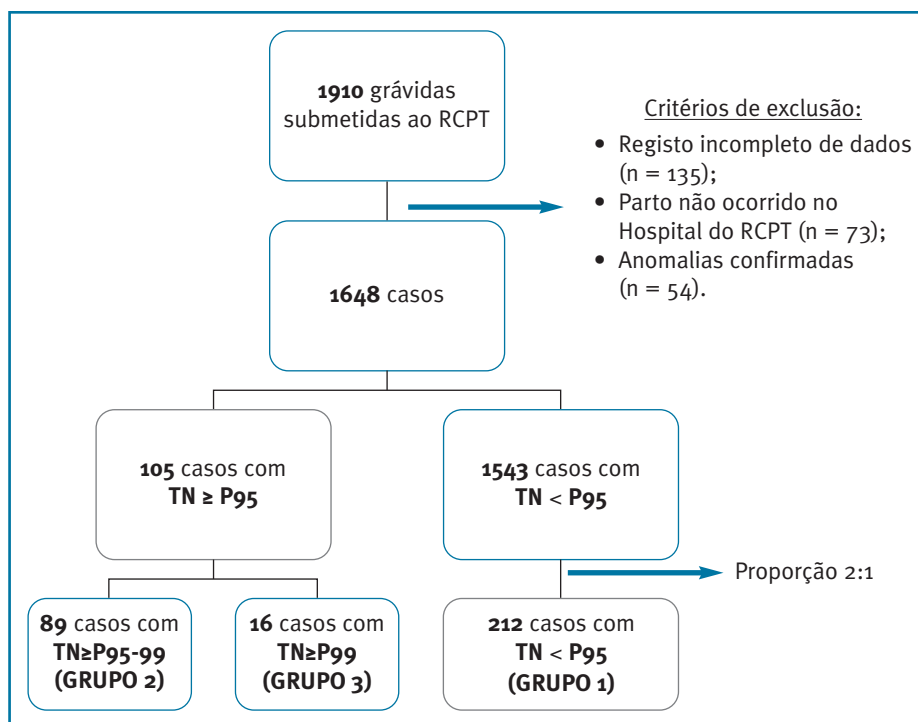 1910 grávidas
submetidas ao RCPT
Critérios de exclusão:
• Registo incompleto de dados
(n = 135);
• Parto não ocorrido no
Hospital do RCPT (n = 73);
• Anomalias confirmadas
(n = 54).
1648 casos
105 casos com
TN ≥ P95
1543 casos com
TN < P95
Proporção 2:1
89 casos com
TN≥P95-99
(GRUPO 2)
16 casos com
TN≥P99
(GRUPO 3)
212 casos com
TN < P95
(GRUPO 1)